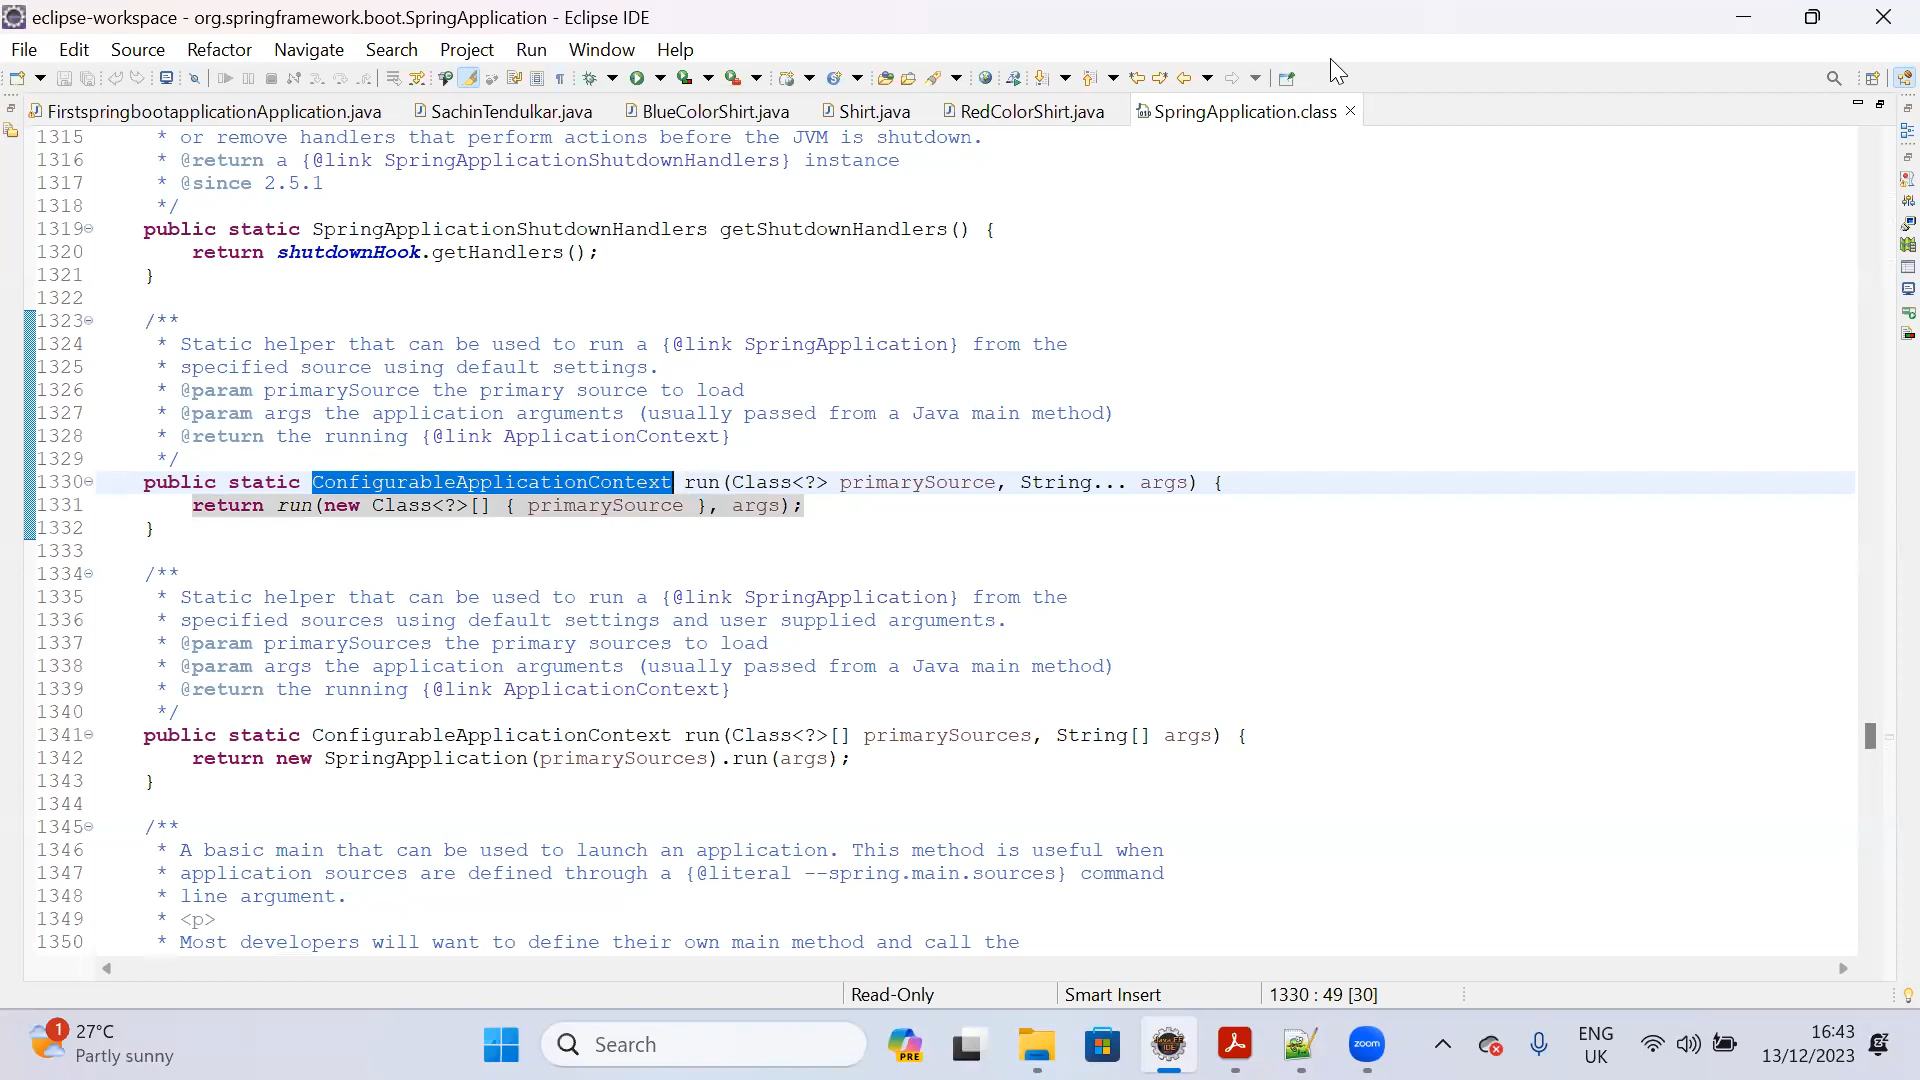 eclipse-workspace - org.springframework.boot.SpringApplication - Eclipse IDE
File Edit Source Refactor Navigate Search Project Run Window Help
FirstspringbootapplicationApplication.java SachinTendulkar.java BlueColorShirt.java Shirt.java RedColorShirt.java SpringApplication.class
1315 * or remove handlers that perform actions before the JVM is shutdown.
1316 * @return a {@link SpringApplicationShutdownHandlers} instance
1317 * @since 2.5.1
1318 */
1319 public static SpringApplicationShutdownHandlers getShutdownHandlers() {
1320 return shutdownHook.getHandlers();
1321 }
1322
1323 /**
1324 * Static helper that can be used to run a {@link SpringApplication} from the
1325 * specified source using default settings.
1326 * @param primarySource the primary source to load
1327 * @param args the application arguments (usually passed from a Java main method)
1328 * @return the running {@link ApplicationContext}
1329 */
1330 public static ConfigurableApplicationContext run(Class<?> primarySource, String... args) {
1331 return run(new Class<?>[] { primarySource }, args);
1332 }
1333
1334 /**
1335 * Static helper that can be used to run a {@link SpringApplication} from the
1336 * specified sources using default settings and user supplied arguments.
1337 * @param primarySources the primary sources to load
1338 * @param args the application arguments (usually passed from a Java main method)
1339 * @return the running {@link ApplicationContext}
1340 */
1341 public static ConfigurableApplicationContext run(Class<?>[] primarySources, String[] args) {
1342 return new SpringApplication(primarySources).run(args);
1343 }
1344
1345 /**
1346 * A basic main that can be used to launch an application. This method is useful when
1347 * application sources are defined through a {@literal --spring.main.sources} command
1348 * line argument.
1349 * <p>
1350 * Most developers will want to define their own main method and call the
Read-Only Smart Insert 1330 : 49 [30]
1 27°C
Partly sunny
Search
PRE
zoom
ENG
UK
16:43
13/12/2023